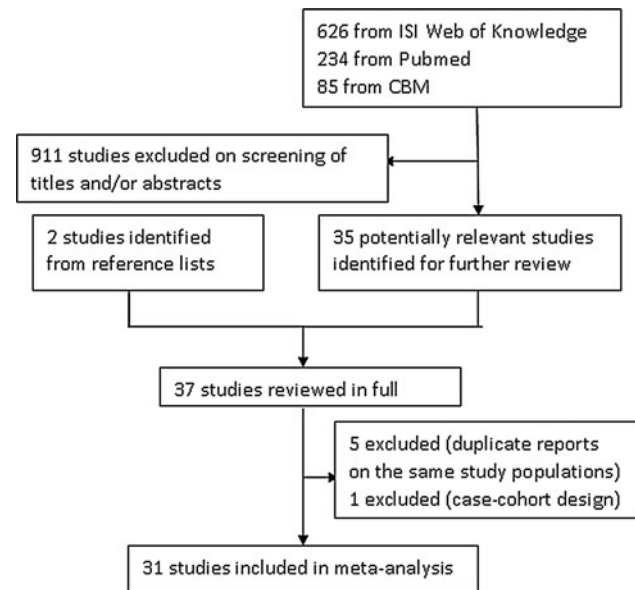 626 from ISI Web of Knowledge
234 from Pubmed
85 from CBM
911 studies excluded on screening of
titles and/or abstracts
2 studies identified
from reference lists
35 potentially relevant studies
identified for further review
37 studies reviewed in full
5 excluded (duplicate reports
on the same study populations)
1 excluded (case-cohort design)
31 studies included in meta-analysis